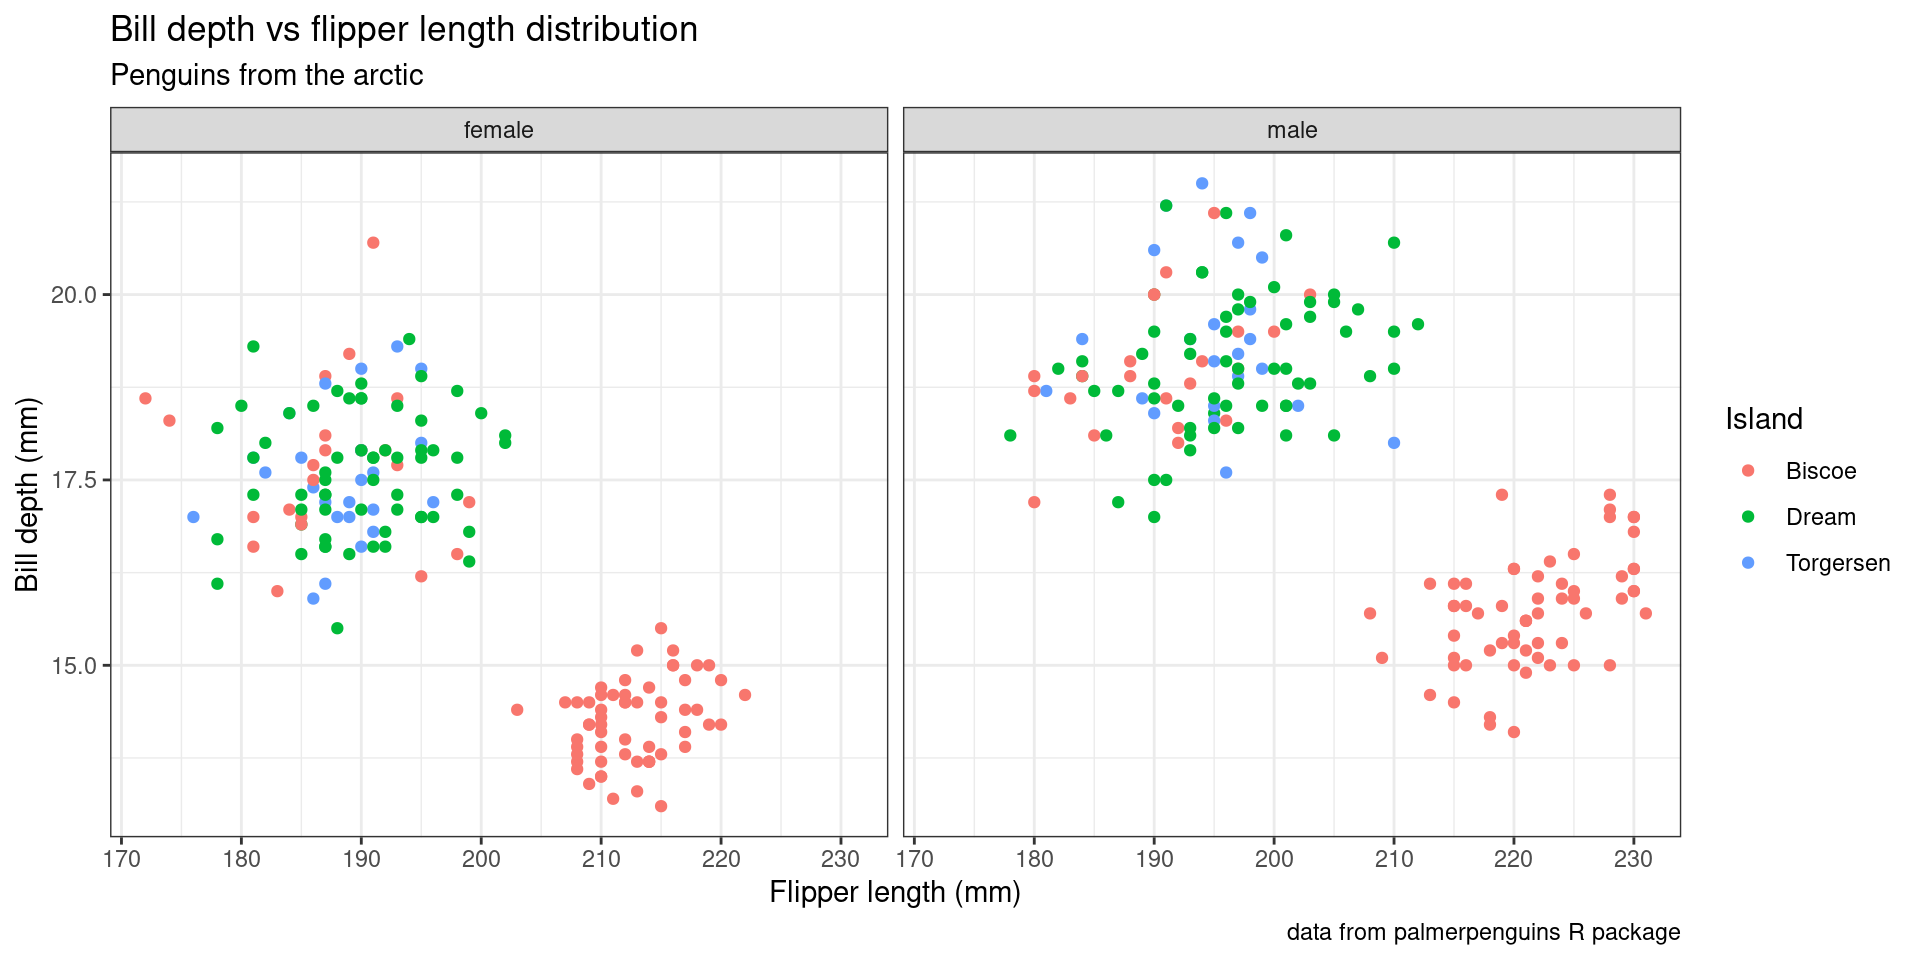 Bill depth vs flipper length distribution
Penguins from the arctic
female
male
Bill depth (mm)
20.0
17.5
15.0
170 180 190 200 210 220 230
170 180 190 200 210 220 230
Flipper length (mm)
Island
Biscoe
Dream
Torgersen
data from palmerpenguins R package